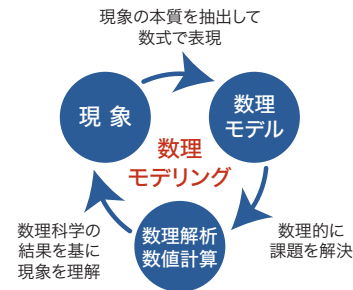 現象の本質を抽出して
数式で表現
現 象
数理
モデル
数理
モデリング
数理解析
数値計算
数理的に
課題を解決
数理科学の
結果を基に
現象を理解